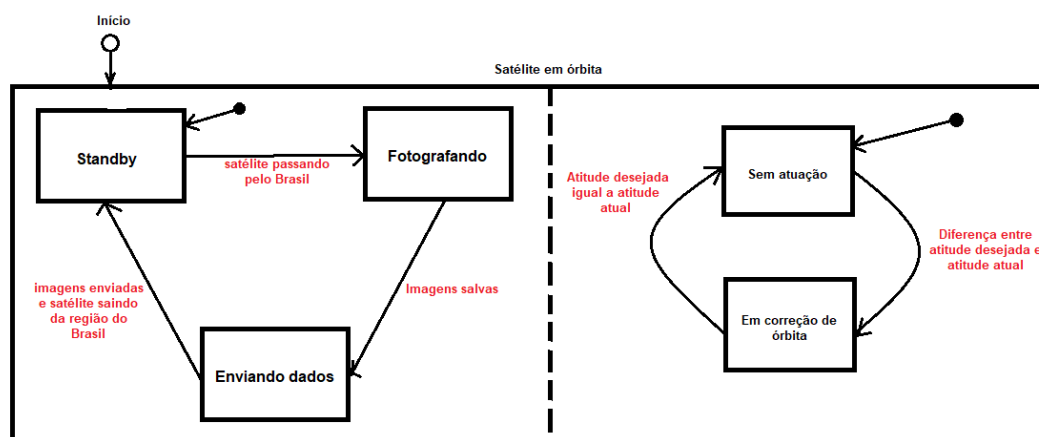 Início
Satélite em órbita
Standby
satélite passando
pelo Brasil
Fotografando
imagens enviadas
e satélite saindo
da região do
Brasil
Imagens salvas
Enviando dados
Atitude desejada
igual a atitude
atual
Sem atuação
Diferença entre
atitude desejada e
atitude atual
Em correção de
órbita